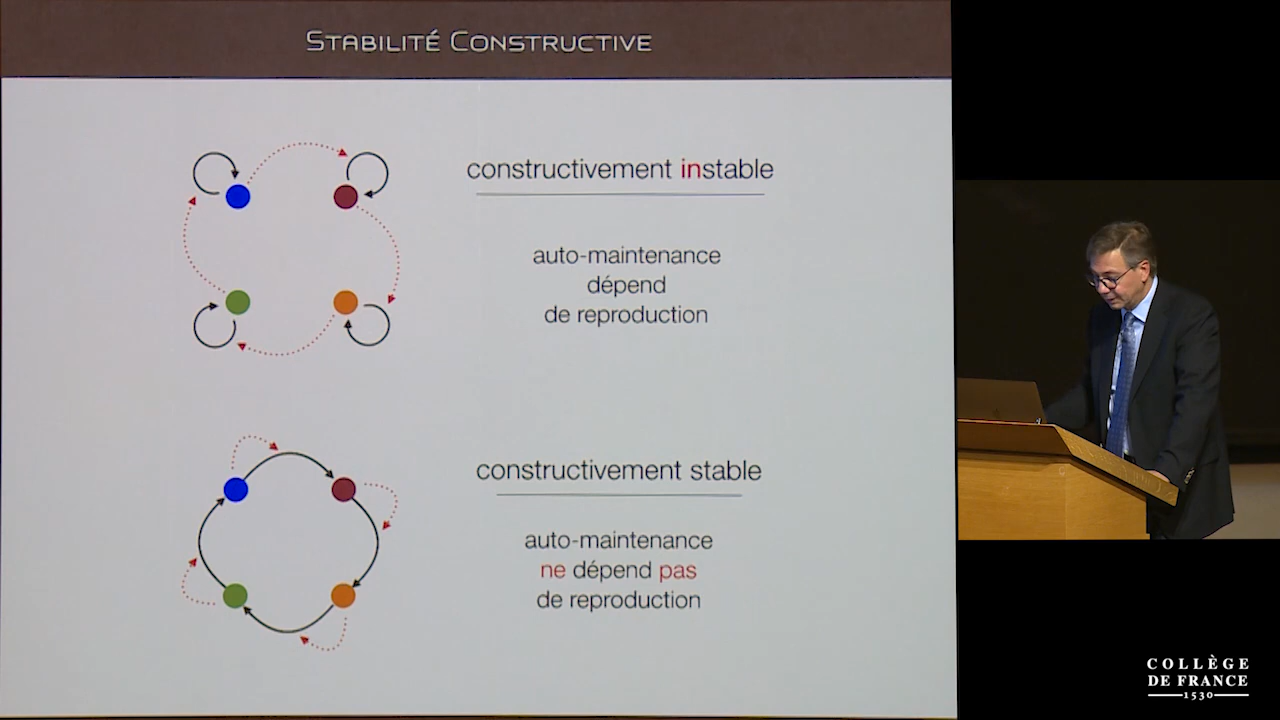 STABILITÉ CONSTRUCTIVE
constructivement instable
auto-maintenance
dépend
de reproduction
constructivement stable
auto-maintenance
ne dépend pas
de reproduction
COLLÈGE
DE FRANCE
1530